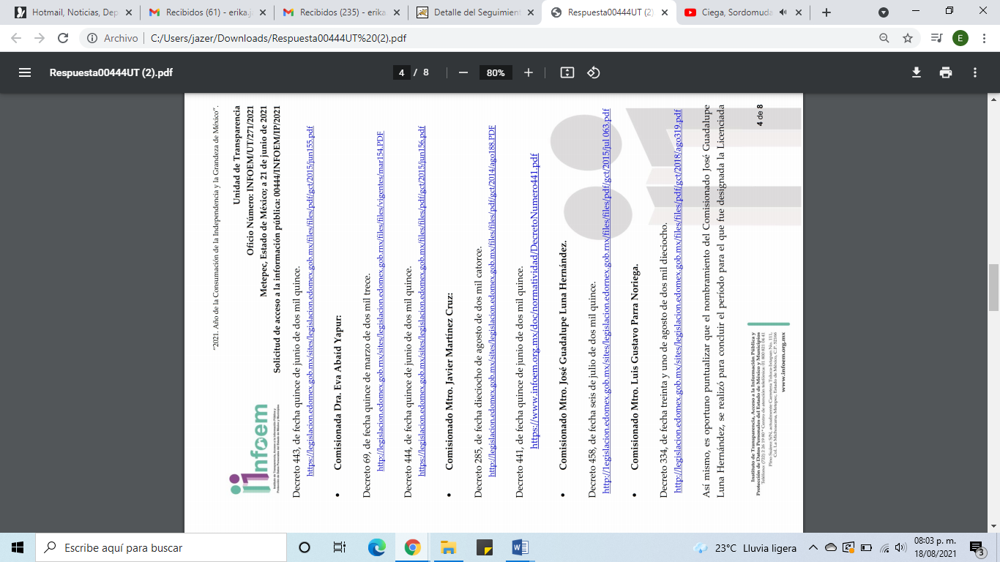 Hotmail, Noticias, Dep
Recibidos (61) - erika.ja
Recibidos (235) - erika.
Detalle del Seguimient
Respuesta00444UT (2)
Ciega, Sordomuda
Archivo
C:/Users/jazer/Downloads/Respuesta00444UT%20(2).pdf
E
Respuesta00444UT (2).pdf
4 / 8
80%
"2021. Año de la Consumación de la Independencia y la Grandeza de México".
Unidad de Transparencia
Oficio Número: INFOEM/UT/271/2021
Metepec, Estado de México; a 21 de junio de 2021
Solicitud de acceso a la información pública: 00444/INFOEM/IP/2021
infoem
Instituto de Transparencia, Acceso a la Información Pública y
Protección de Datos Personales del Estado de México y Municipios
Decreto 443, de fecha quince de junio de dos mil quince.
https://legislacion.edomex.gob.mx/sites/legislacion.edomex.gob.mx/files/files/pdf/gct/2015/jun155.pdf
• Comisionada Dra. Eva Abaid Yapur:
Decreto 69, de fecha quince de marzo de dos mil trece.
http://legislacion.edomex.gob.rnx/sites/legislacion.edomex.gob.rnx/files/files/vigentes/mar154.PDF
Decreto 444, de fecha quince de junio de dos mil quince.
https://legislacion.edomex.gob.mx/sites/legislacion.edomex.gob.mx/files/files/pdf/gct/2015/jun156.pdf
• Comisionado Mtro. Javier Martínez Cruz:
Decreto 285, de fecha dieciocho de agosto de dos mil catorce.
http://legislacion.edomex.gob.mx/sites/legislacion.edomex.gob.mx/files/files/pdf/gct/2014/ago188.PDF
Decreto 441, de fecha quince de junio de dos mil quince.
https://www.infoem.org.mx/doc/normatividad/DecretoNumero441.pdf
• Comisionado Mtro. José Guadalupe Luna Hernández.
Decreto 458, de fecha seis de julio de dos mil quince.
http://1egislacion.edomex.gob.mx/sites/legislacion.edornex.gob.rnx/files/files/pdf/gct/2015/jul 063.pdf
• Comisionado Mtro. Luis Gustavo Parra Noriega.
Decreto 334, de fecha treinta y uno de agosto de dos mil dieciocho.
http://legislacion.edomex.gob.mx/sites/legislacion.edomex.gob.mx/files/files/pdf/gct/2018/ago319.pdf
Así mismo, es oportuno puntualizar que el nombramiento del Comisionado José Guadalupe
Luna Hernández, se realizó para concluir el periodo para el que fue designada la Licenciada
Instituto de Transparencia, Acceso a la Información Pública y
Protección de Datos Personales del Estado de México y Municipios
Teléfono: (722) 2 26 19 80 * Centro de atención telefónica: 01 800 821 04 41
Pino Suárez S/N, actualmente Carretera Toluca-Ixtapan No. 111,
Col. La Michoacana, Metepec, Estado de México, C.P. 52166
www.infoem.org.mx
4 de 8
Escribe aquí para buscar
23°C Lluvia ligera
08:03 p. m.
18/08/2021
3